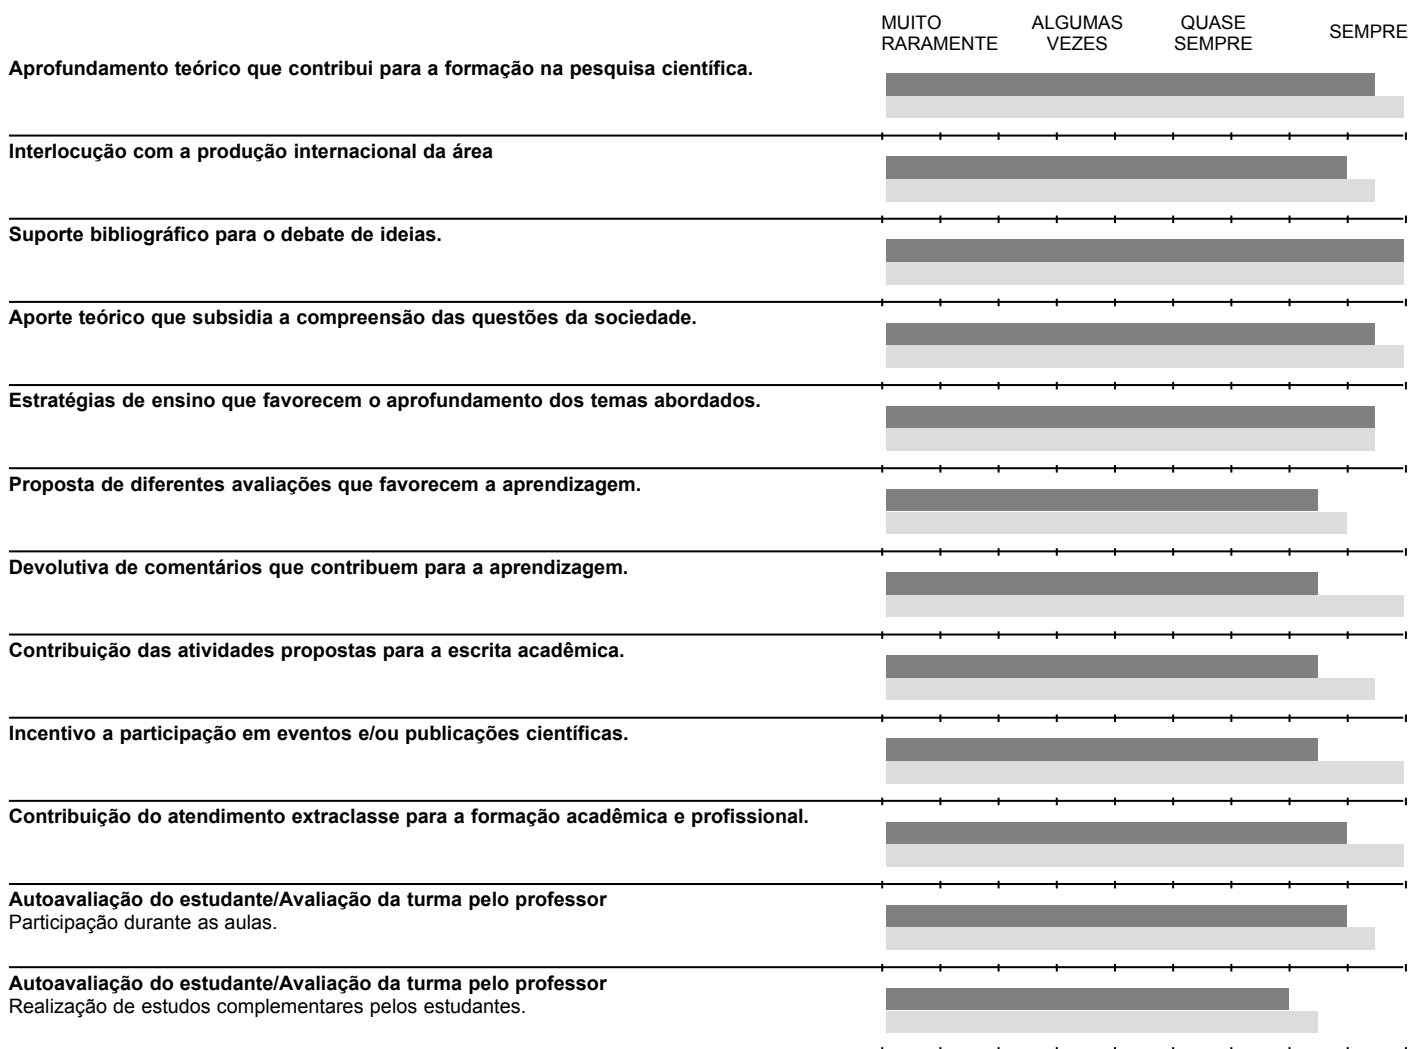 MUITO RARAMENTE
ALGUMAS VEZES
QUASE SEMPRE
SEMPRE
Aprofundamento teórico que contribui para a formação na pesquisa científica.
Interlocução com a produção internacional da área
Suporte bibliográfico para o debate de ideias.
Aporte teórico que subsidia a compreensão das questões da sociedade.
Estratégias de ensino que favorecem o aprofundamento dos temas abordados.
Proposta de diferentes avaliações que favorecem a aprendizagem.
Devolutiva de comentários que contribuem para a aprendizagem.
Contribuição das atividades propostas para a escrita acadêmica.
Incentivo a participação em eventos e/ou publicações científicas.
Contribuição do atendimento extraclasse para a formação acadêmica e profissional.
Autoavaliação do estudante/Avaliação da turma pelo professor
Participação durante as aulas.
Autoavaliação do estudante/Avaliação da turma pelo professor
Realização de estudos complementares pelos estudantes.